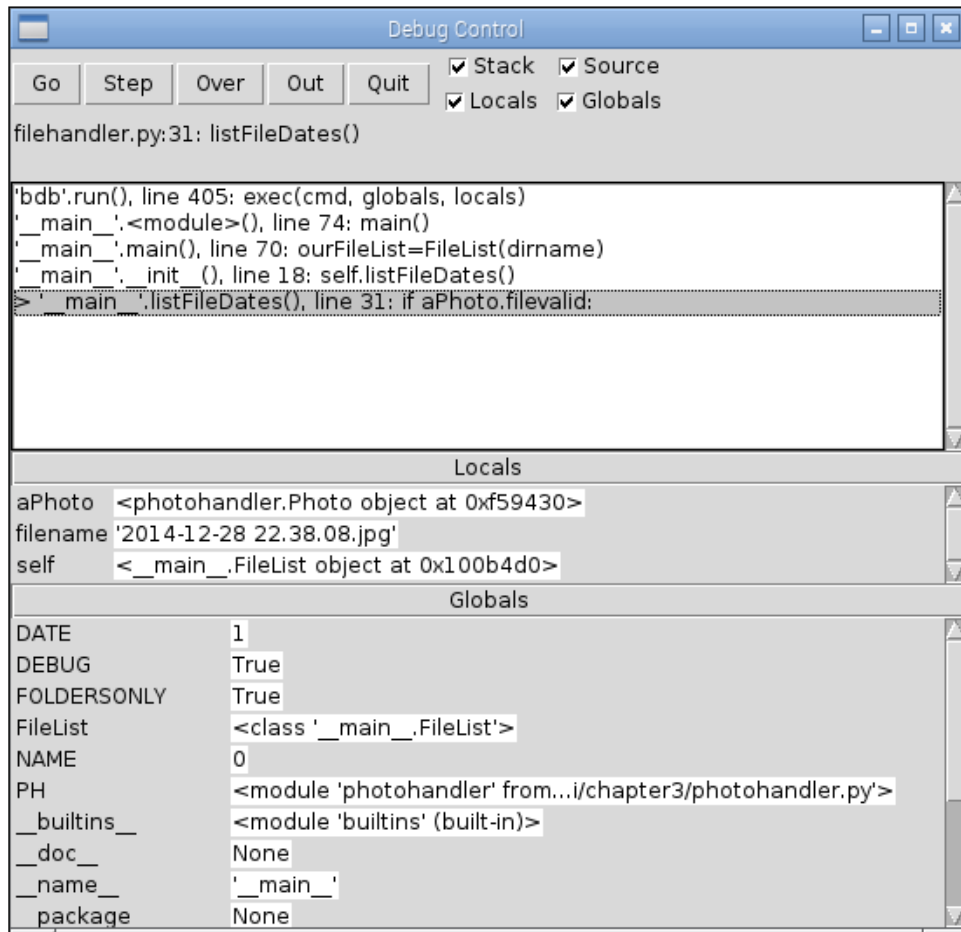 Debug Control
Go Step Over Out Quit Stack Source
Locals Globals
filehandler.py:31: listFileDates()
'bdb'.run(), line 405: exec(cmd, globals, locals)
'__main__'.<module>(), line 74: main()
'__main__'.main(), line 70: ourFileList=FileList(dirname)
'__main__'.__init__(), line 18: self.listFileDates()
> '__main__'.listFileDates(), line 31: if aPhoto.filevalid:
Locals
aPhoto <photohandler.Photo object at 0xf59430>
filename '2014-12-28 22.38.08.jpg'
self <__main__.FileList object at 0x100b4d0>
Globals
DATE 1
DEBUG True
FOLDERSONLY True
FileList <class '__main__.FileList'>
NAME 0
PH <module 'photohandler' from...i/chapter3/photohandler.py'>
__builtins__ <module 'builtins' (built-in)>
__doc__ None
__name__ '__main__'
__package None